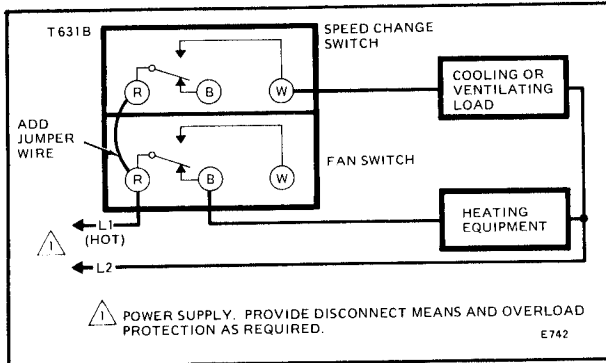 T631B
SPEED CHANGE
SWITCH
R
B
W
COOLING OR
VENTILATING
LOAD
ADD
JUMPER
WIRE
FAN SWITCH
R
B
W
HEATING
EQUIPMENT
L1
(HOT)
1
L2
1 POWER SUPPLY. PROVIDE DISCONNECT MEANS AND OVERLOAD
PROTECTION AS REQUIRED.
E742